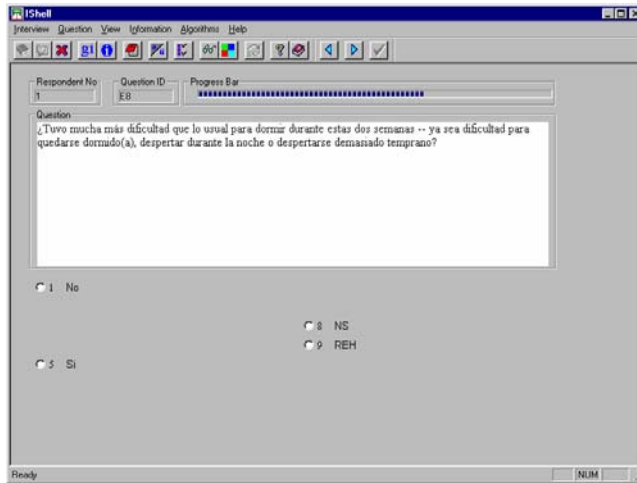 IShell
Interview Question View Information Algorithms Help
Respondent No
Question ID
Progress Bar
1
E8
Question
¿Tuvo mucha más dificultad que lo usual para dormir durante estas dos semanas -- ya sea dificultad para
quedarse dormido(a), despertar durante la noche o despertarse demasiado temprano?
1 No
8 NS
9 REH
5 Si
Ready
NUM